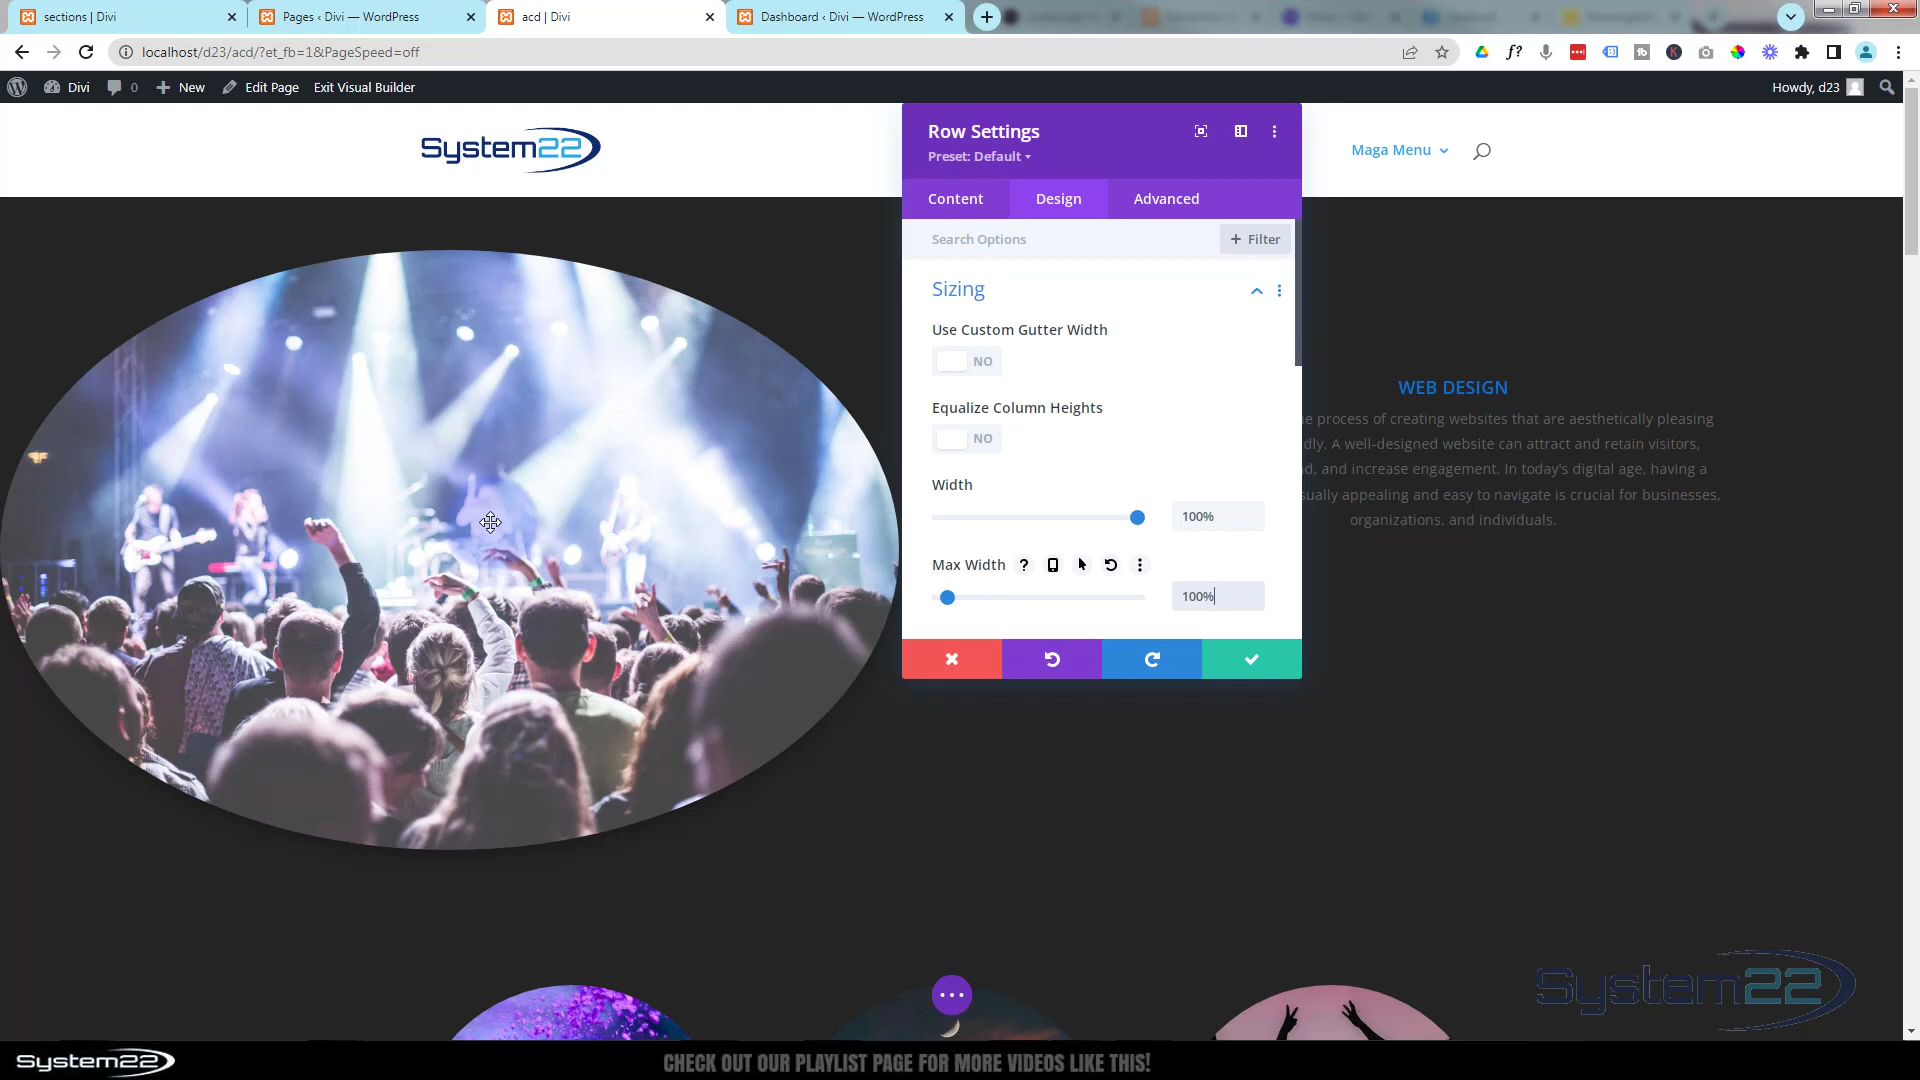 sections | Divi
Pages ‹ Divi — WordPress
acd | Divi
Dashboard ‹ Divi — WordPress
localhost/d23/acd/?et_fb=1&PageSpeed=off
Divi
0
New
Edit Page
Exit Visual Builder
Howdy, d23
System22
Maga Menu
Row Settings
Preset: Default
Content
Design
Advanced
Search Options
+ Filter
Sizing
Use Custom Gutter Width
NO
Equalize Column Heights
NO
Width
100%
Max Width
100%
WEB DESIGN
process of creating websites that are aesthetically pleasing
A well-designed website can attract and retain visitors,
and increase engagement. In today's digital age, having a
appealing and easy to navigate is crucial for businesses,
organizations, and individuals.
System22
System22
CHECK OUT OUR PLAYLIST PAGE FOR MORE VIDEOS LIKE THIS!